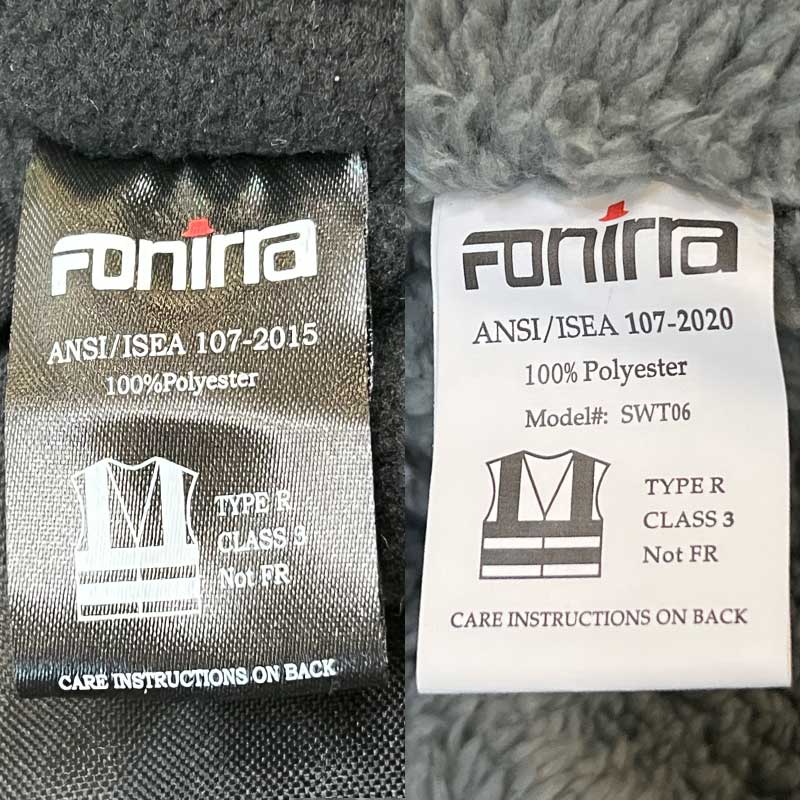 Fonirra
ANSI/ISEA 107-2015
100%Polyester
TYPE R
CLASS 3
Not FR
CARE INSTRUCTIONS ON BACK
Fonirra
ANSI/ISEA 107-2020
100% Polyester
Model#: SWT06
TYPE R
CLASS 3
Not FR
CARE INSTRUCTIONS ON BACK